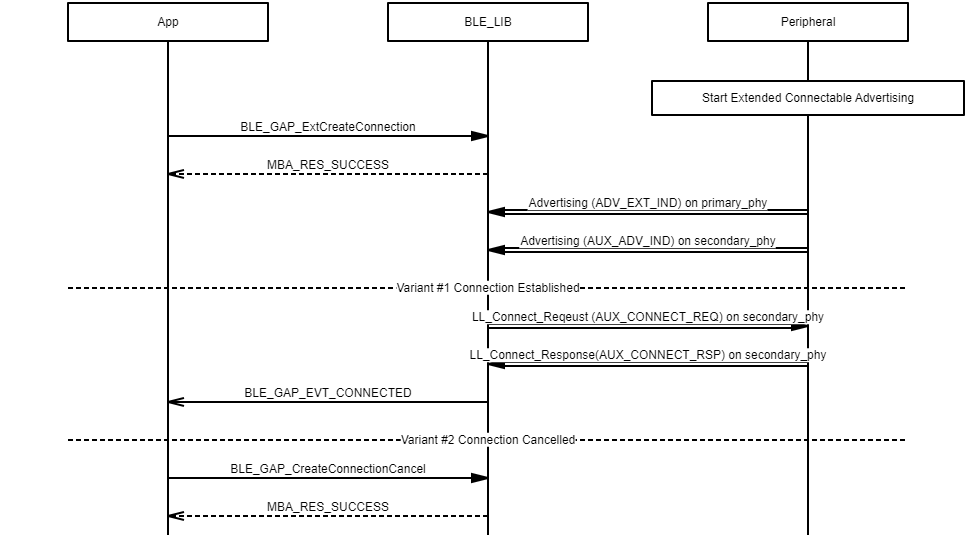 App
BLE_LIB
Peripheral
Start Extended Connectable Advertising
BLE_GAP_ExtCreateConnection
MBA_RES_SUCCESS
Advertising (ADV_EXT_IND) on primary_phy
Advertising (AUX_ADV_IND) on secondary_phy
Variant #1 Connection Established
LL_Connect_Reqeust (AUX_CONNECT_REQ) on secondary_phy
LL_Connect_Response(AUX_CONNECT_RSP) on secondary_phy
BLE_GAP_EVT_CONNECTED
Variant #2 Connection Cancelled
BLE_GAP_CreateConnectionCancel
MBA_RES_SUCCESS